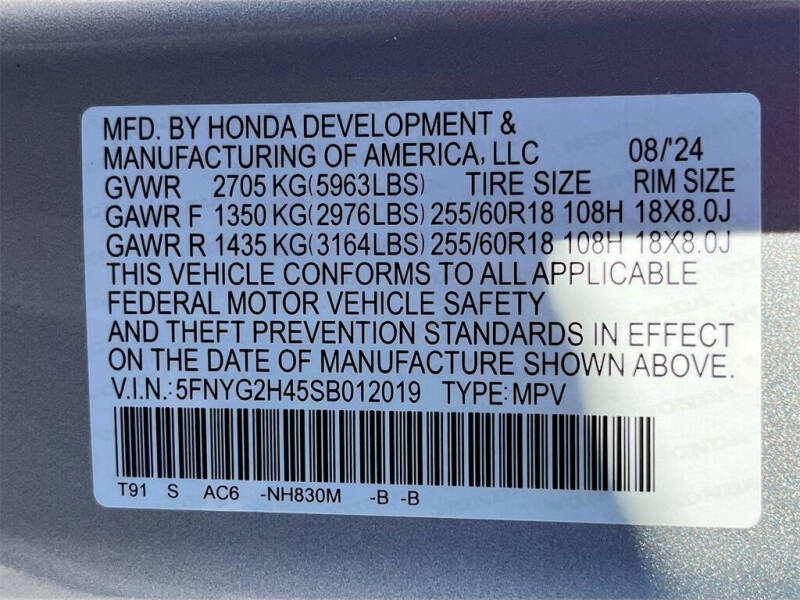 MFD. BY HONDA DEVELOPMENT &
MANUFACTURING OF AMERICA, LLC 08/'24
GVWR 2705 KG(5963LBS) TIRE SIZE RIM SIZE
GAWR F 1350 KG(2976LBS) 255/60R18 108H 18X8.0J
GAWR R 1435 KG(3164LBS) 255/60R18 108H 18X8.0J
THIS VEHICLE CONFORMS TO ALL APPLICABLE
FEDERAL MOTOR VEHICLE SAFETY
AND THEFT PREVENTION STANDARDS IN EFFECT
ON THE DATE OF MANUFACTURE SHOWN ABOVE.
V.I.N.: 5FNYG2H45SB012019 TYPE: MPV
T91 S AC6 -NH830M -B -B